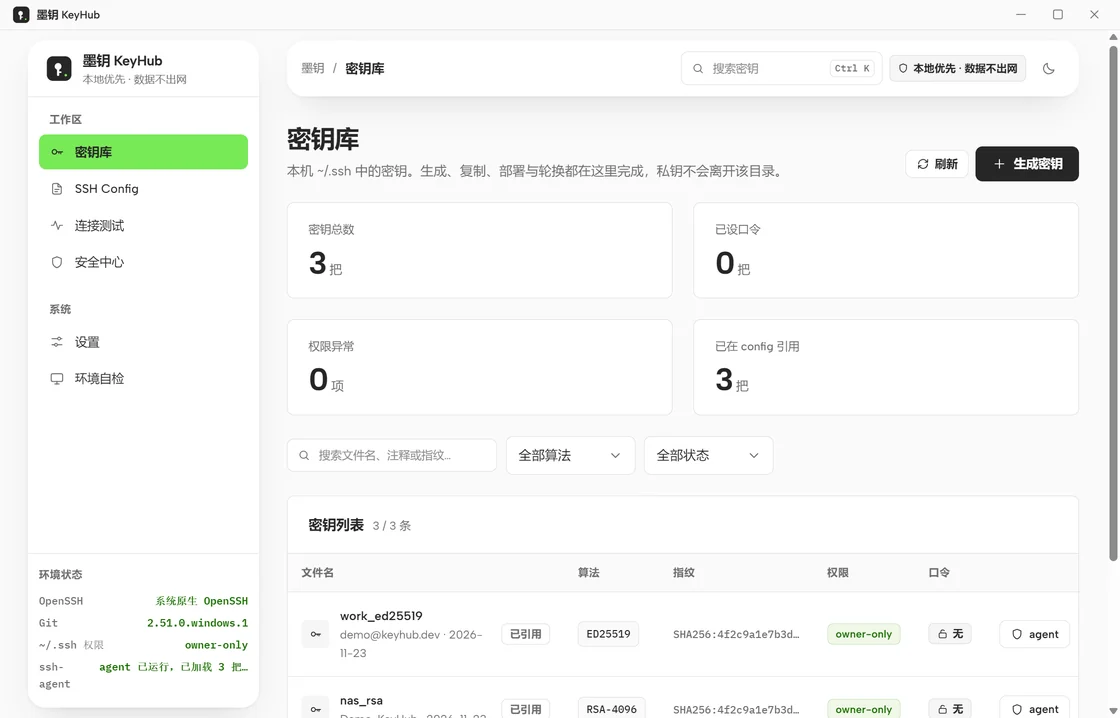 墨钥 KeyHub
墨钥 KeyHub
本地优先 · 数据不出网
工作区
密钥库
SSH Config
连接测试
安全中心
系统
设置
环境自检
环境状态
OpenSSH 系统原生 OpenSSH
Git 2.51.0.windows.1
~/.ssh 权限 owner-only
ssh-agent agent 已运行，已加载 3 把…
墨钥 / 密钥库
搜索密钥 Ctrl K
本地优先 · 数据不出网
密钥库
本机 ~/.ssh 中的密钥。生成、复制、部署与轮换都在这里完成，私钥不会离开该目录。
刷新
生成密钥
密钥总数
3 把
已设口令
0 把
权限异常
0 项
已在 config 引用
3 把
搜索文件名、注释或指纹…
全部算法
全部状态
密钥列表 3 / 3 条
文件名 算法 指纹 权限 口令
work_ed25519
demo@keyhub.dev · 2026-
11-23
已引用 ED25519 SHA256:4f2c9a1e7b3d… owner-only 无 agent
nas_rsa
已引用 RSA-4096 SHA256:4f2c9a1e7b3d… owner-only 无 agent